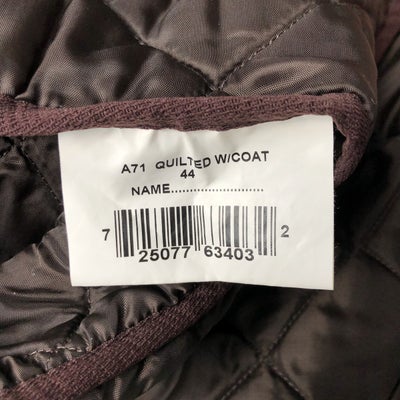 A71 QUILTED W/COAT
44
NAME.........................
7 25077 63403 2